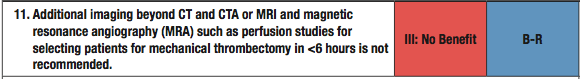 11. Additional imaging beyond CT and CTA or MRI and magnetic
resonance angiography (MRA) such as perfusion studies for
selecting patients for mechanical thrombectomy in <6 hours is not
recommended.
III: No Benefit
B-R